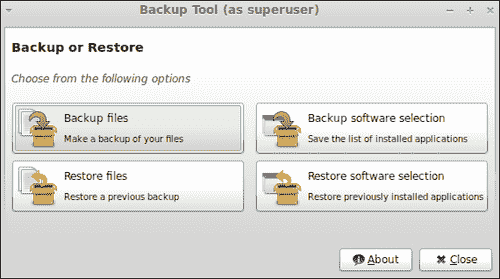 Backup Tool (as superuser)
Backup or Restore
Choose from the following options
Backup files
Make a backup of your files
Backup software selection
Save the list of installed applications
Restore files
Restore a previous backup
Restore software selection
Restore previously installed applications
About
Close